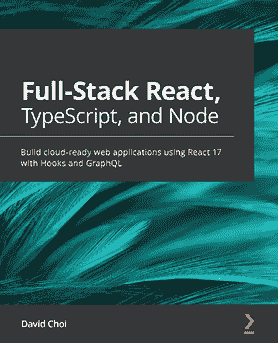 Full-Stack React,
TypeScript, and Node
Build cloud-ready web applications using React 17
with Hooks and GraphQL
David Choi